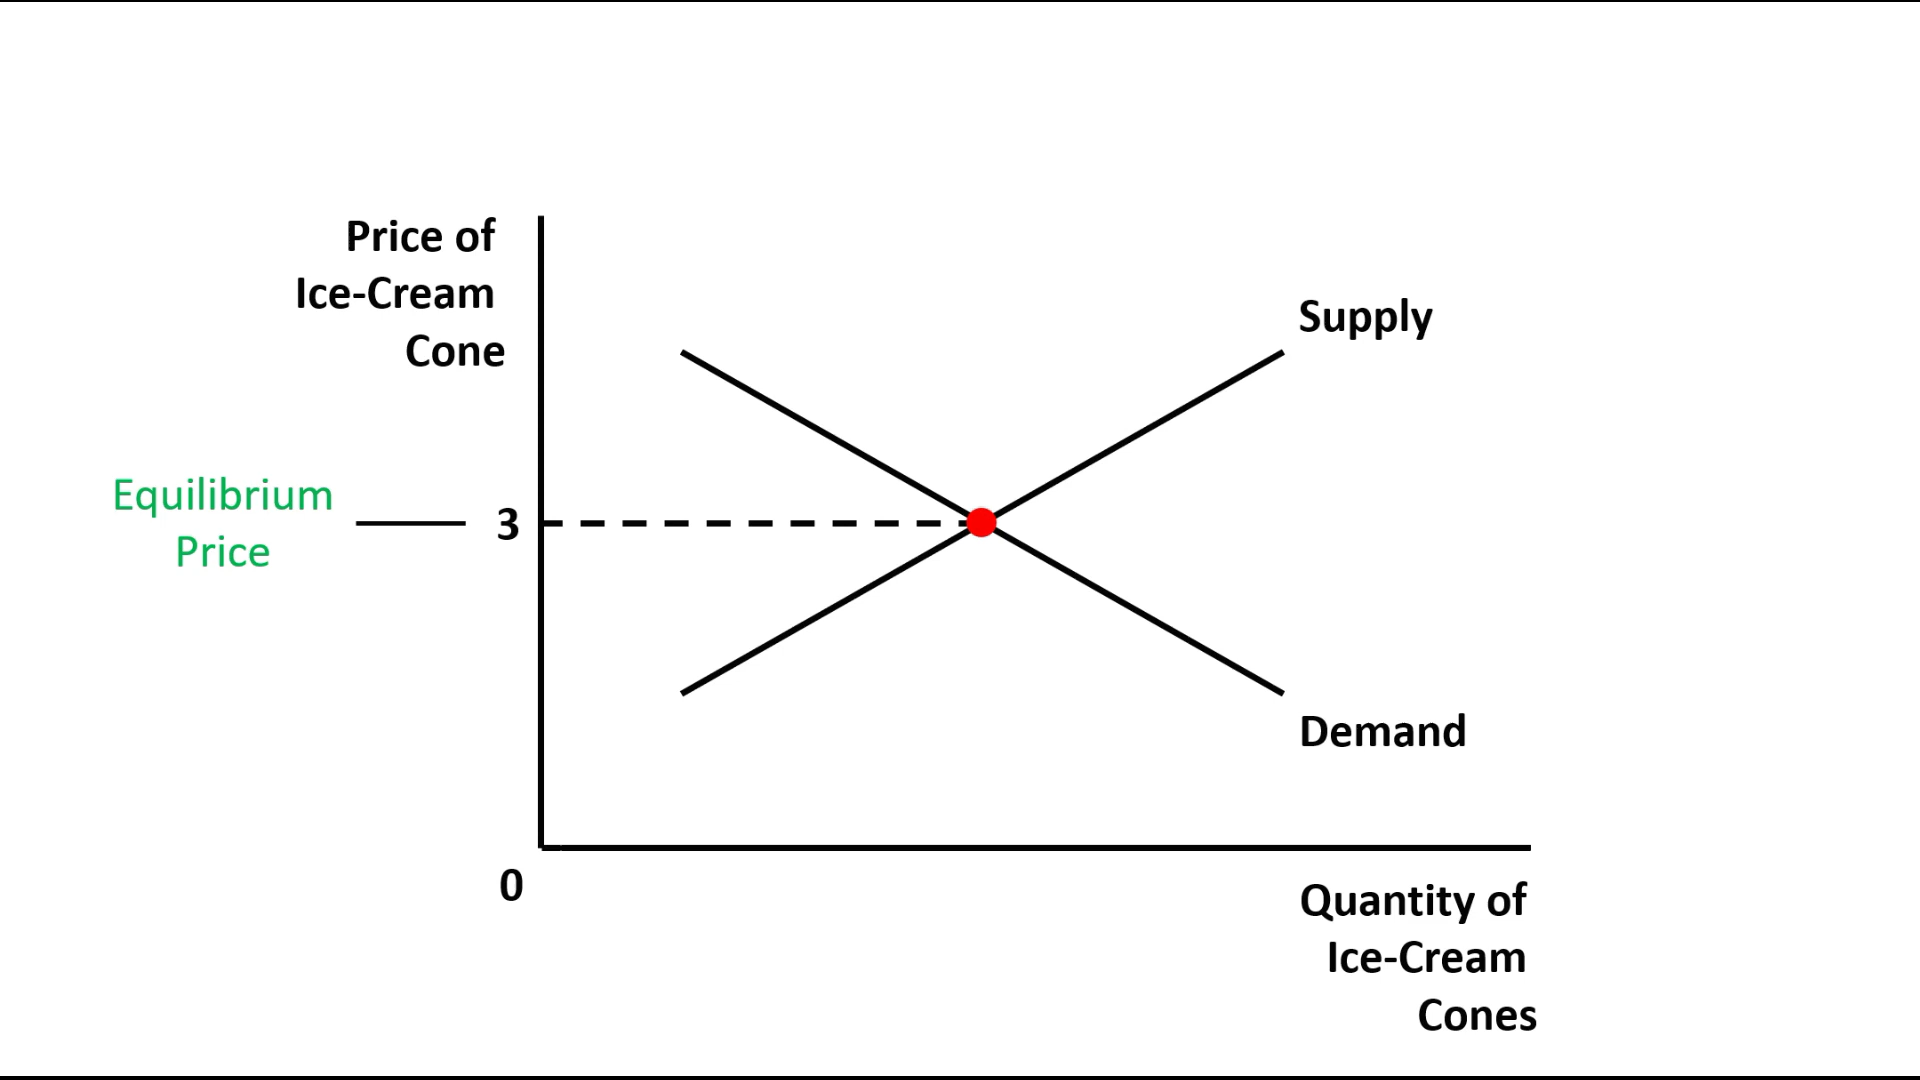 Price of
Ice-Cream
Cone
Supply
Equilibrium
Price
3
Demand
0
Quantity of
Ice-Cream
Cones